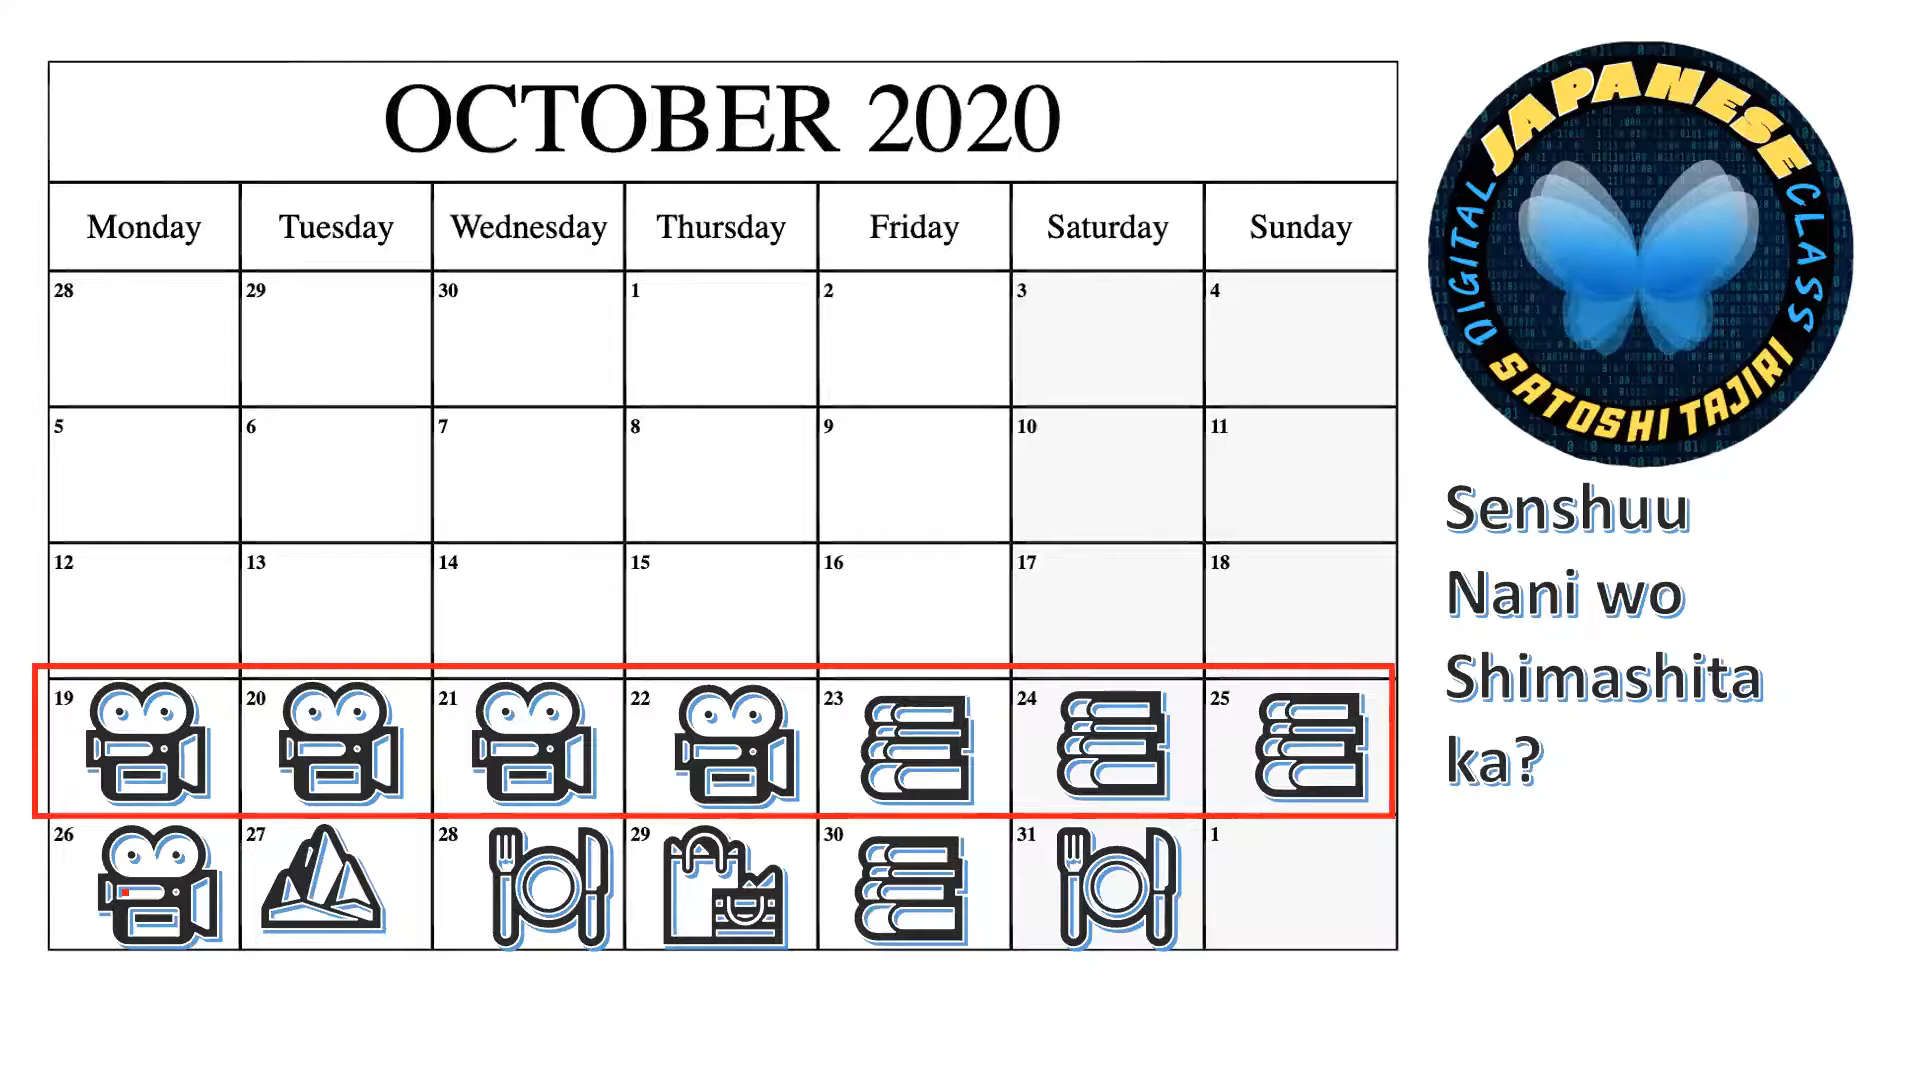 OCTOBER 2020
Monday Tuesday Wednesday Thursday Friday Saturday Sunday
28 29 30 1 2 3 4
5 6 7 8 9 10 11
12 13 14 15 16 17 18
19 20 21 22 23 24 25
26 27 28 29 30 31 1
DIGITAL JAPANESE CLASS
SATOSHI TAJIRI
Senshuu
Nani wo
Shimashita
ka?